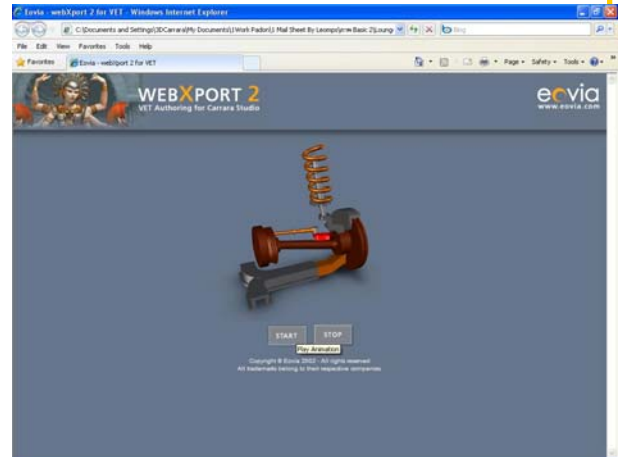 Eovia - webXport 2 for VET - Windows Internet Explorer
Bing
File Edit View Favorites Tools Help
Favorites Eovia - webXport 2 for VET
Page Safety Tools
WEBXPORT 2
VET Authoring for Carrara Studio
eovia
www.eovia.com
START STOP
Play Animation
Copyright © Eovia 2002 - All rights reserved
All trademarks belong to their respective companies